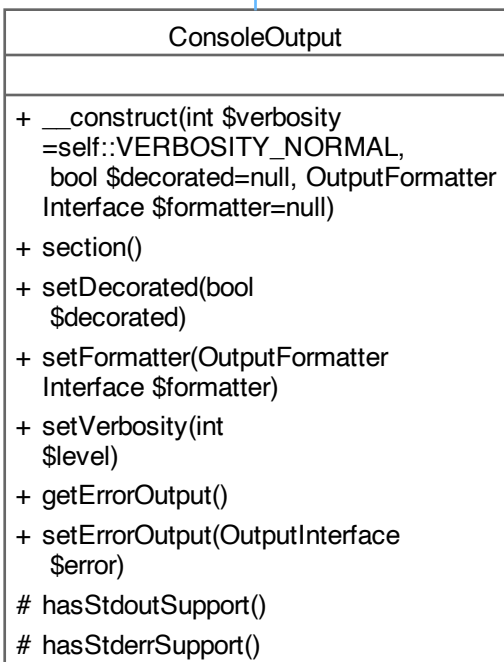 ConsoleOutput
+ __construct(int $verbosity
=self::VERBOSITY_NORMAL,
bool $decorated=null, OutputFormatter
Interface $formatter=null)
+ section()
+ setDecorated(bool
$decorated)
+ setFormatter(OutputFormatter
Interface $formatter)
+ setVerbosity(int
$level)
+ getErrorOutput()
+ setErrorOutput(OutputInterface
$error)
# hasStdoutSupport()
# hasStderrSupport()